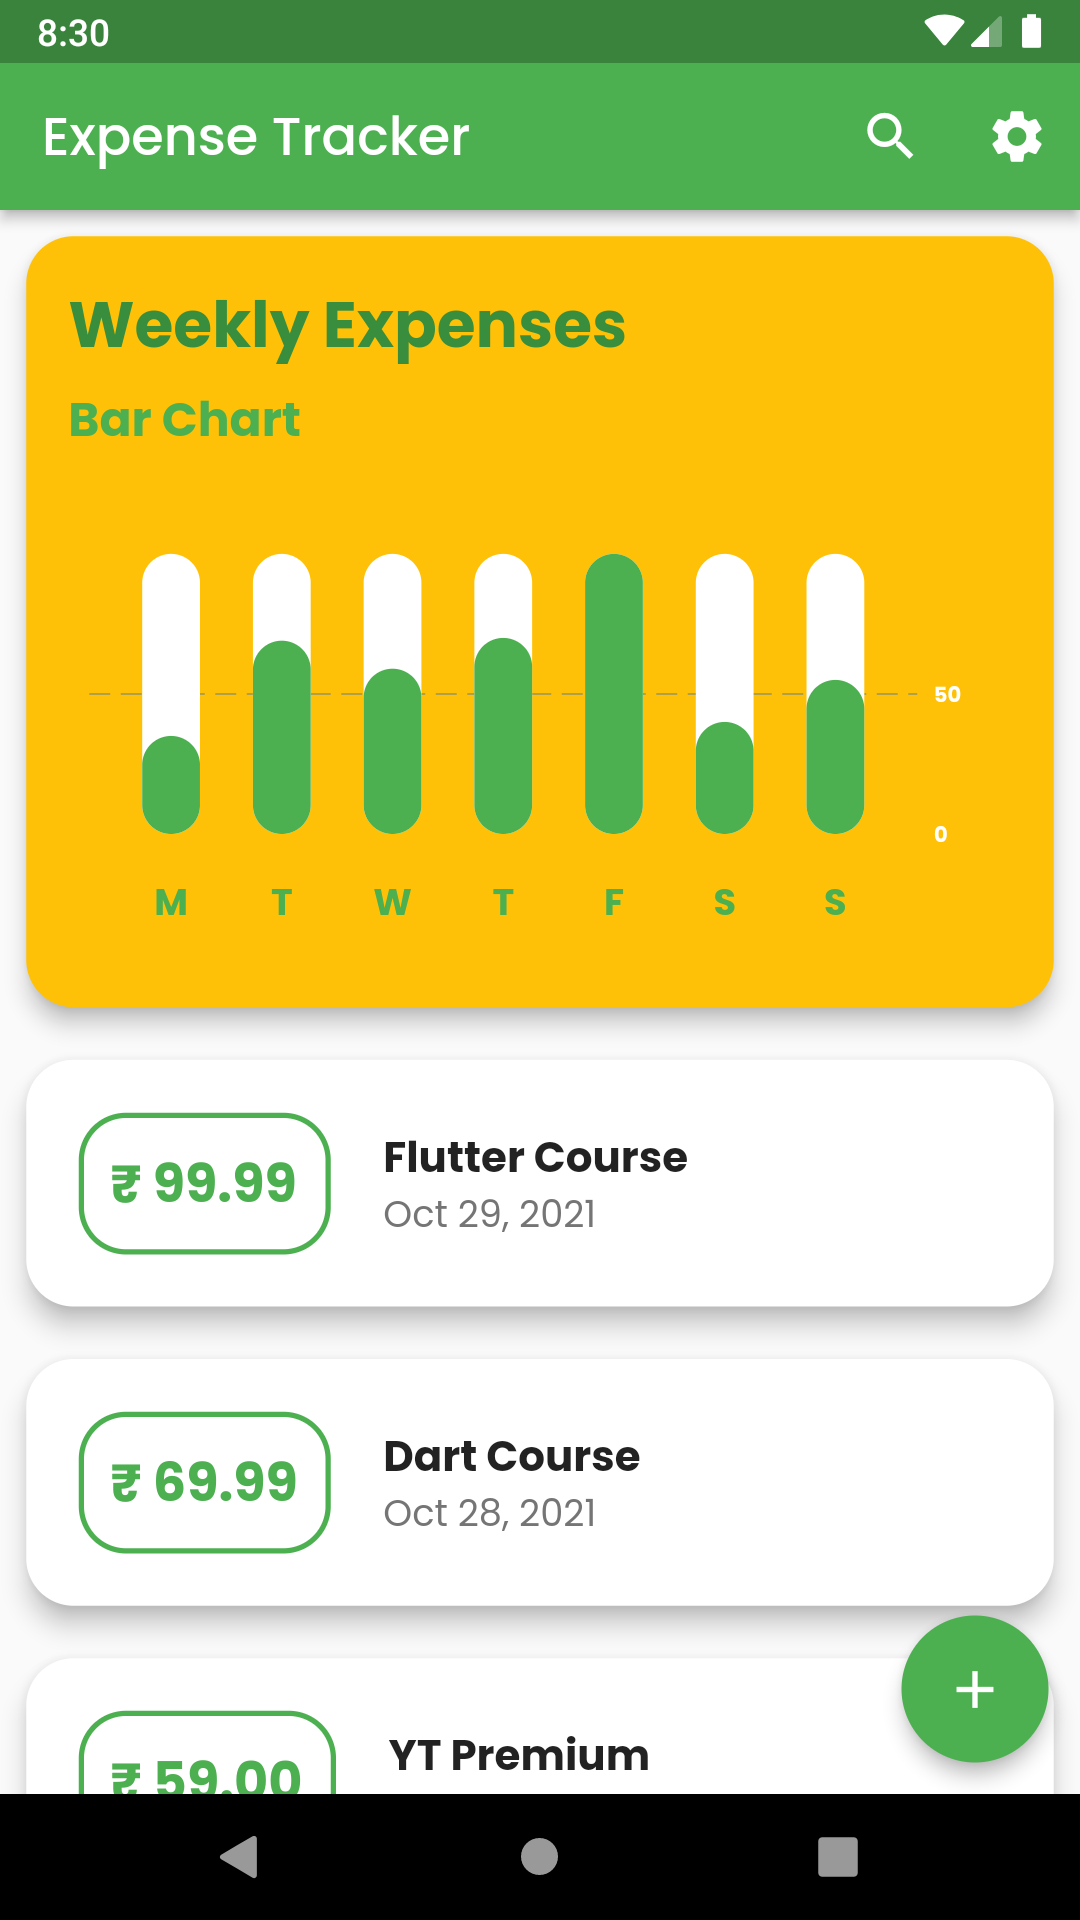 8:30
Expense Tracker
Weekly Expenses
Bar Chart
50
0
M T W T F S S
₹ 99.99
Flutter Course
Oct 29, 2021
₹ 69.99
Dart Course
Oct 28, 2021
₹ 59.00
YT Premium